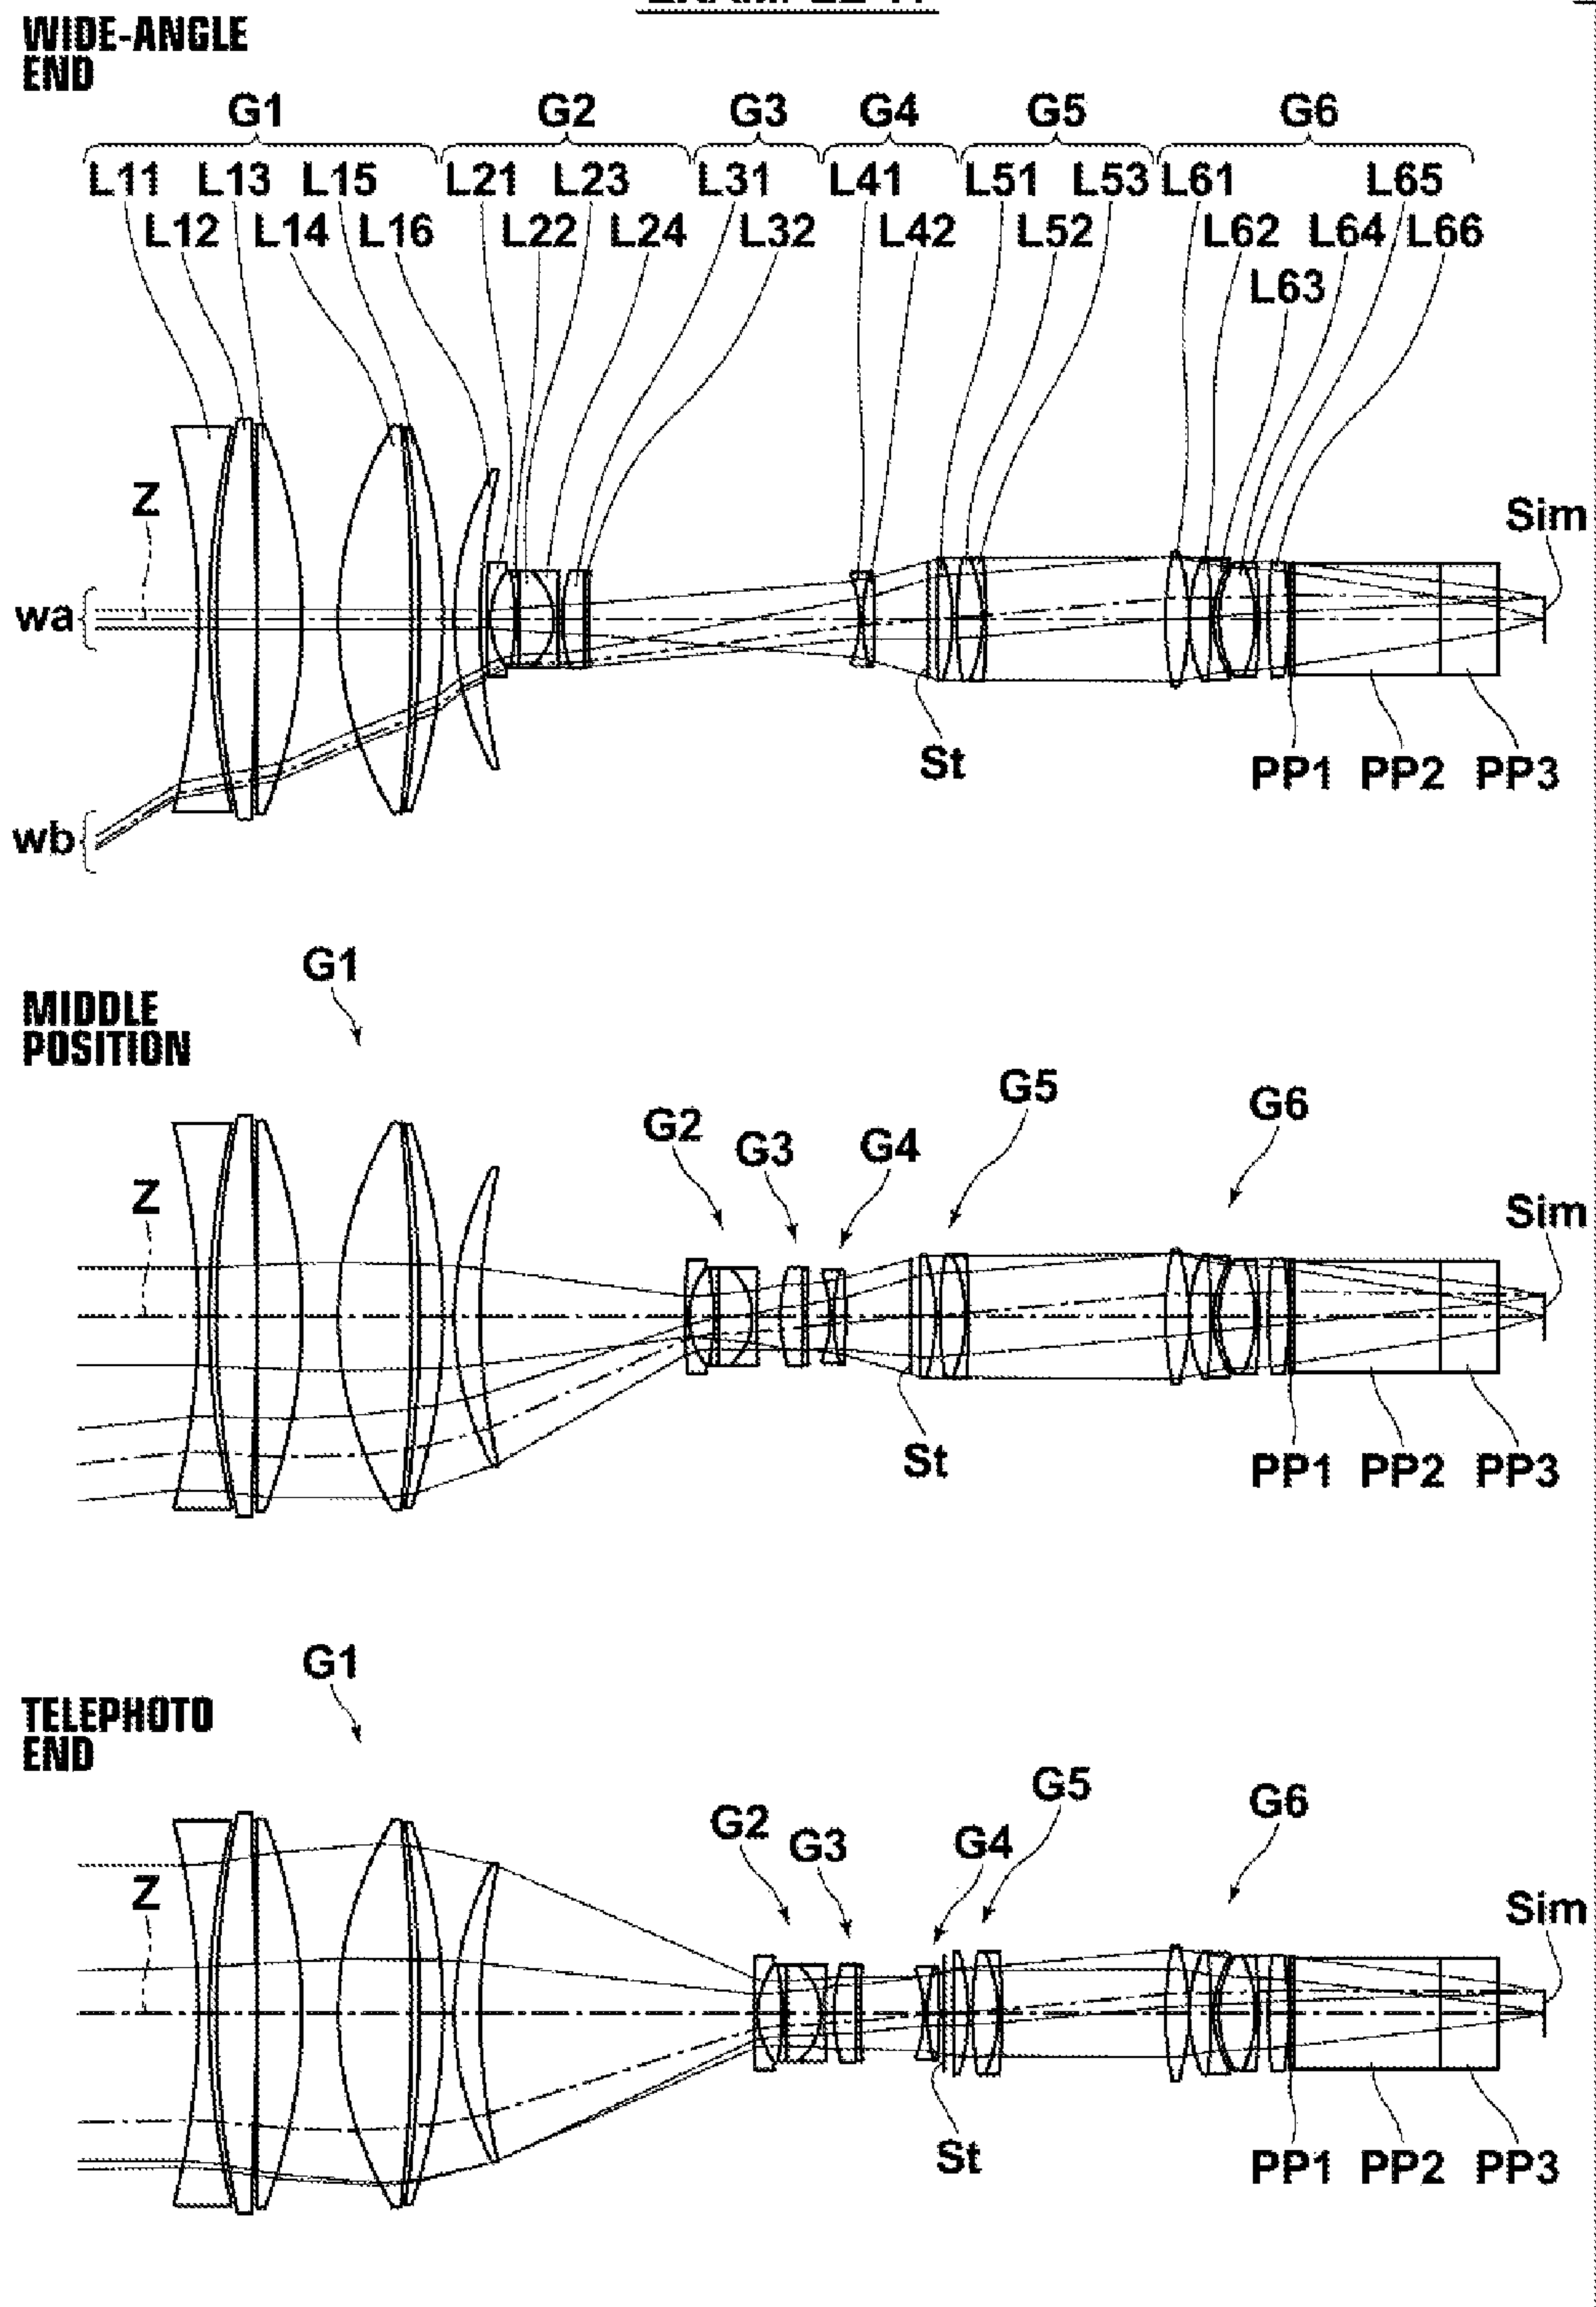 WIDE-ANGLE
END
G1 G2 G3 G4 G5 G6
L11 L13 L15 L21 L23 L31 L41 L51 L53 L61 L65
L12 L14 L16 L22 L24 L32 L42 L52 L62 L64 L66
L63
Z
Sim
wa
St
PP1 PP2 PP3
wb
G1
MIDDLE
POSITION
G5
G6
G2
G3
G4
Z
Sim
St
PP1 PP2 PP3
G1
TELEPHOTO
END
G5
G6
G2
G3
G4
Z
Sim
St
PP1 PP2 PP3